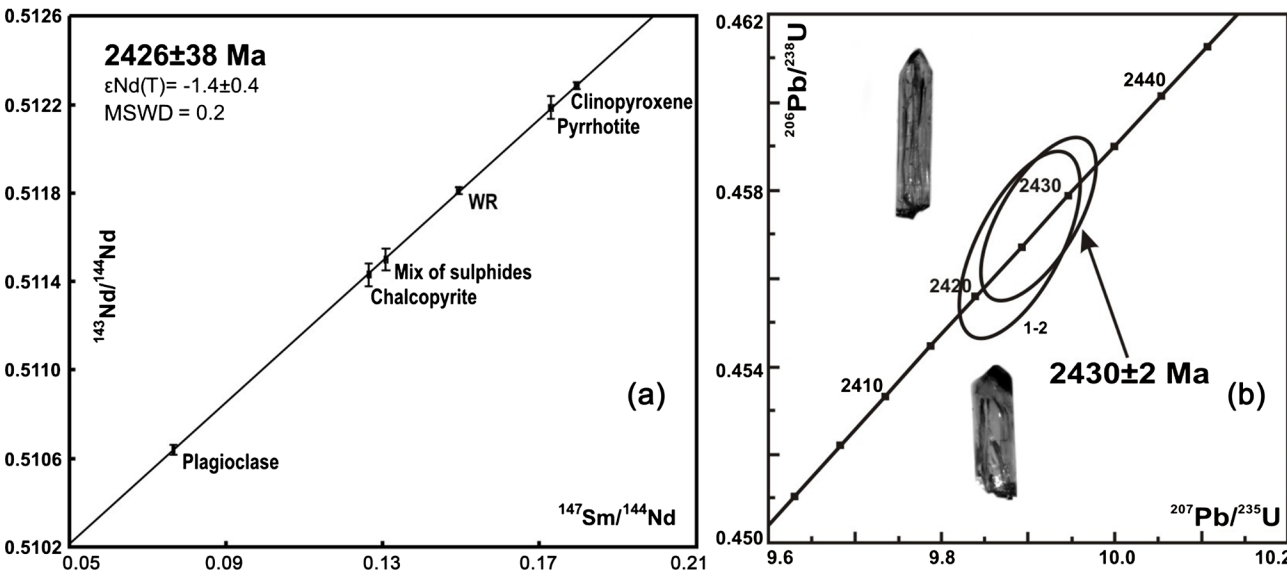 0.5126
0.5122
0.5118
0.5114
0.5110
0.5106
0.5102
¹⁴³Nd/¹⁴⁴Nd
2426±38 Ma
εNd(T)= -1.4±0.4
MSWD = 0.2
Clinopyroxene
Pyrrhotite
WR
Mix of sulphides
Chalcopyrite
Plagioclase
(a)
¹⁴⁷Sm/¹⁴⁴Nd
0.05 0.09 0.13 0.17 0.21
0.462
0.458
0.454
0.450
²⁰⁶Pb/²³⁸U
2440
2430
2420
1-2
2410
2430±2 Ma
(b)
²⁰⁷Pb/²³⁵U
9.6 9.8 10.0 10.2